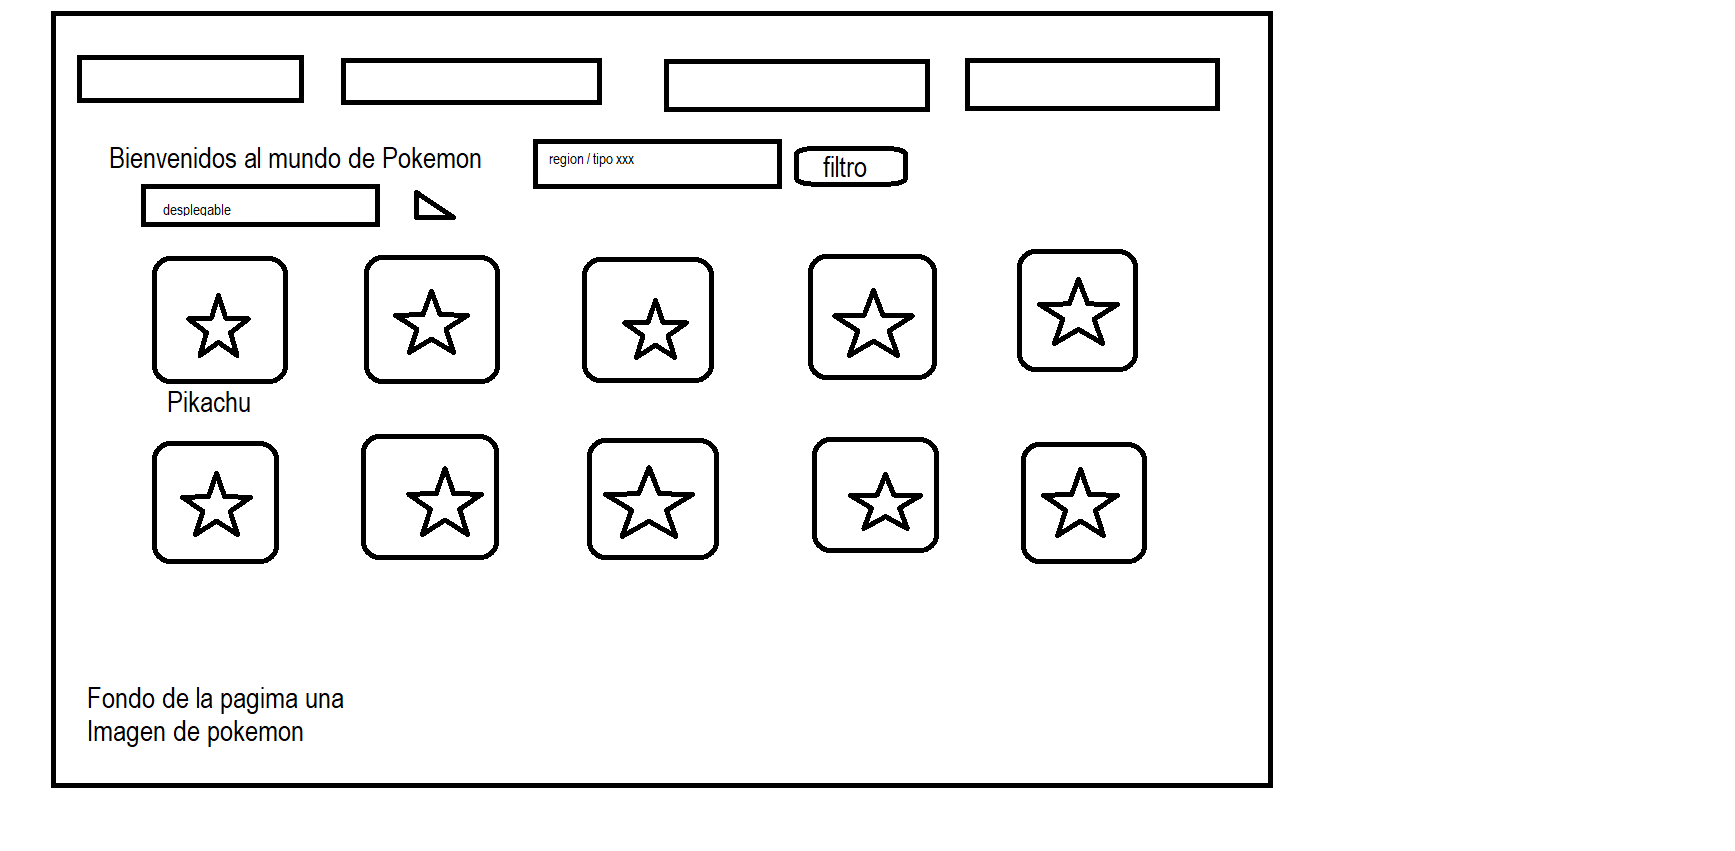 Bienvenidos al mundo de Pokemon
region / tipo xxx
filtro
desplegable
Pikachu
Fondo de la pagima una
Imagen de pokemon